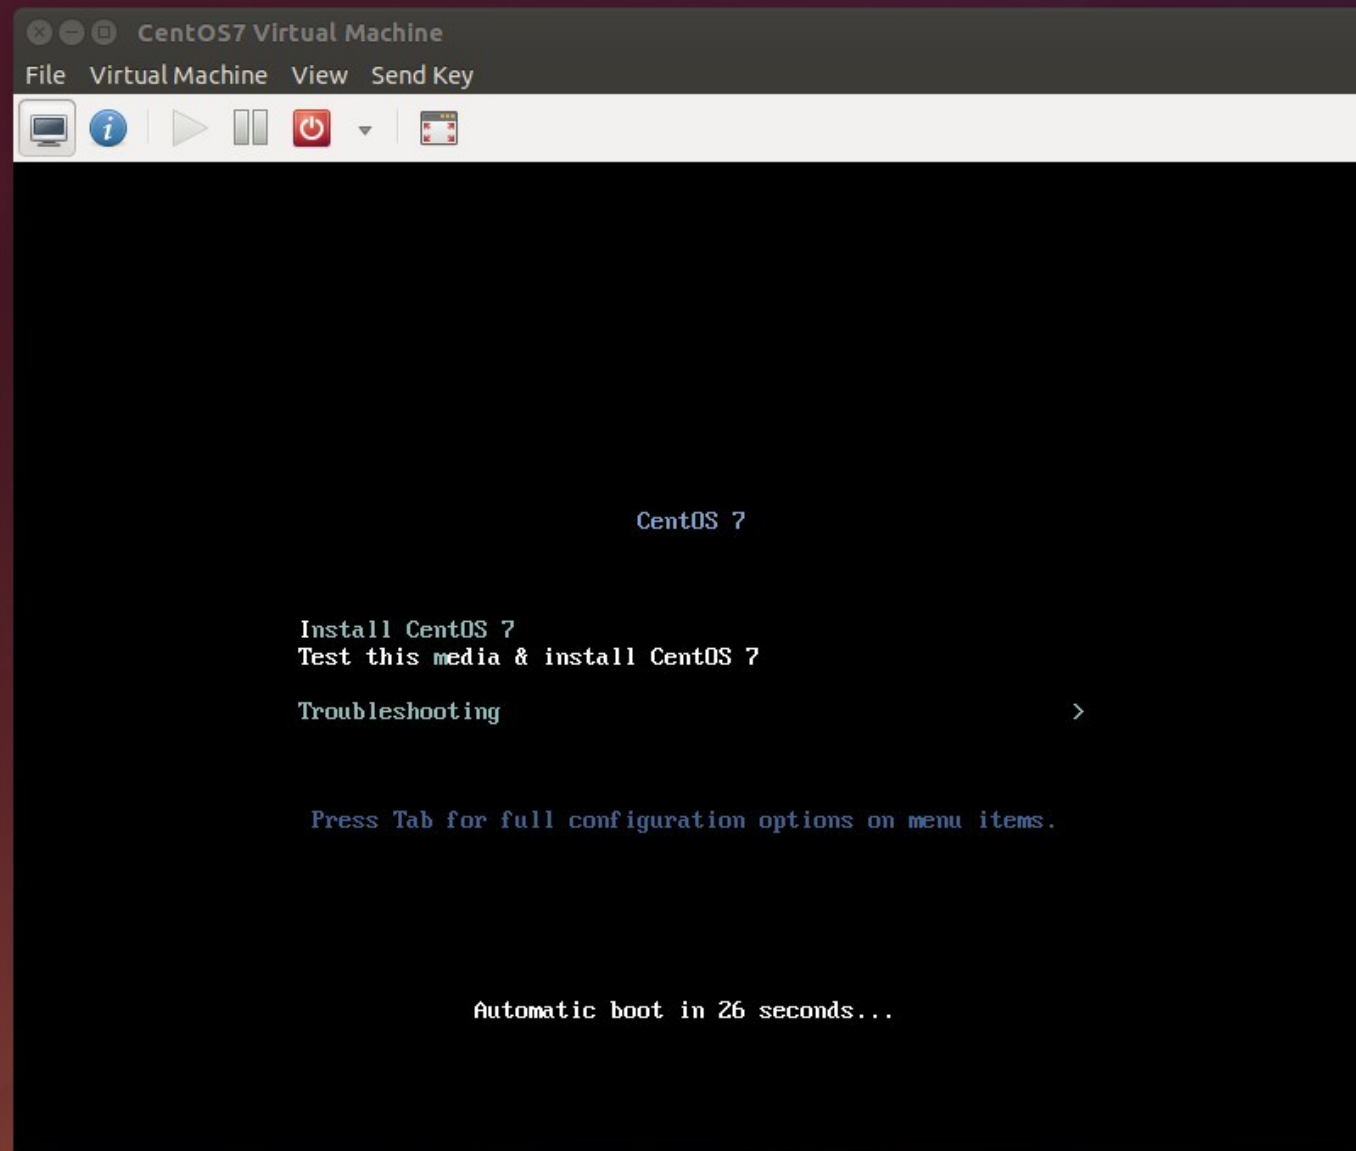 CentOS7 Virtual Machine
File Virtual Machine View Send Key
CentOS 7
Install CentOS 7
Test this media & install CentOS 7
Troubleshooting >
Press Tab for full configuration options on menu items.
Automatic boot in 26 seconds...